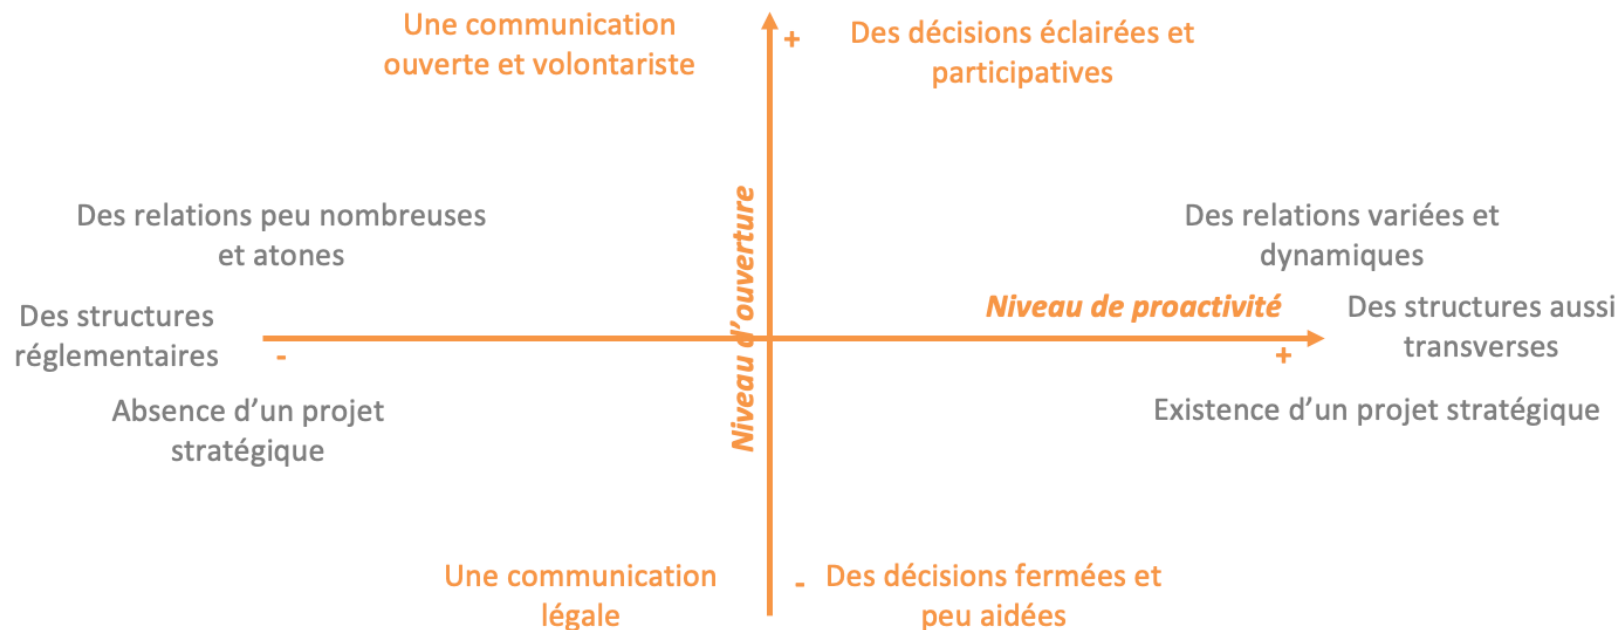 Une communication
ouverte et volontariste
+
Des décisions éclairées et
participatives
Des relations peu nombreuses
et atones
Des relations variées et
dynamiques
Niveau d'ouverture
Des structures
réglementaires
-
Niveau de proactivité
+
Des structures aussi
transverses
Absence d'un projet
stratégique
Existence d'un projet stratégique
Une communication
légale
-
Des décisions fermées et
peu aidées